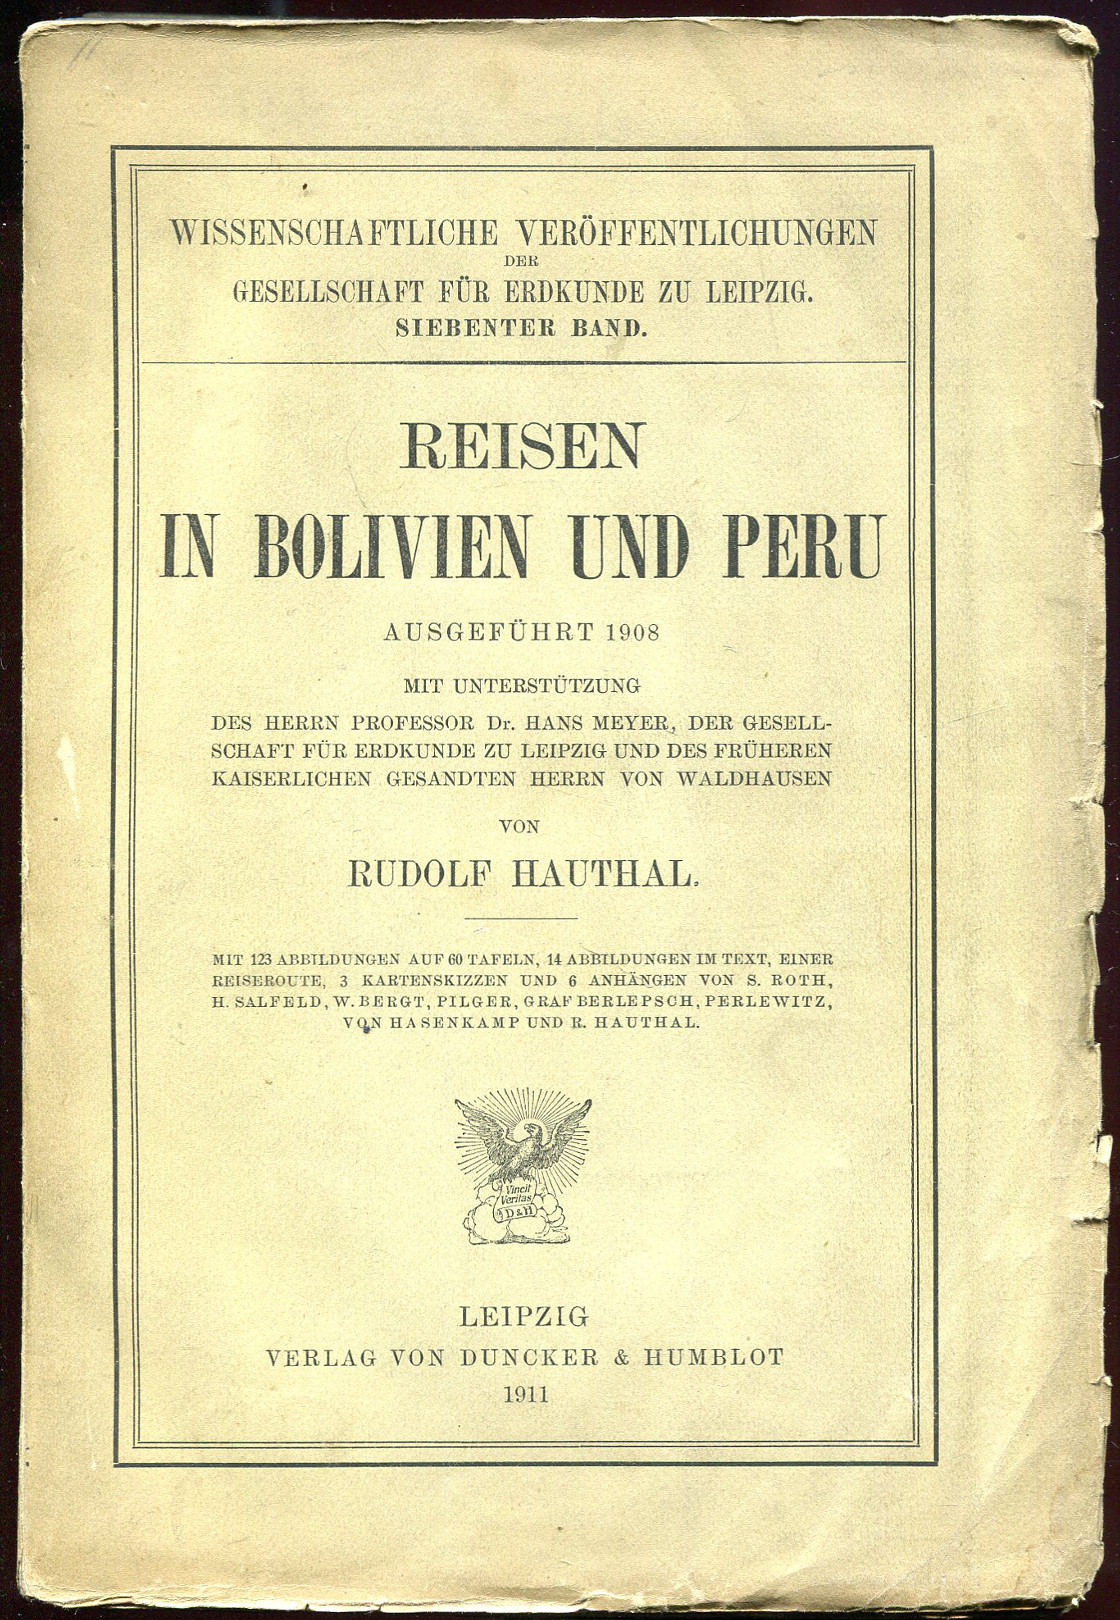 WISSENSCHAFTLICHE VERÖFFENTLICHUNGEN
DER
GESELLSCHAFT FÜR ERDKUNDE ZU LEIPZIG.
SIEBENTER BAND.
REISEN
IN BOLIVIEN UND PERU
AUSGEFÜHRT 1908
MIT UNTERSTÜTZUNG
DES HERRN PROFESSOR Dr. HANS MEYER, DER GESELL-
SCHAFT FÜR ERDKUNDE ZU LEIPZIG UND DES FRÜHEREN
KAISERLICHEN GESANDTEN HERRN VON WALDHAUSEN
VON
RUDOLF HAUTHAL.
MIT 123 ABBILDUNGEN AUF 60 TAFELN, 14 ABBILDUNGEN IM TEXT, EINER
REISEROUTE, 3 KARTENSKIZZEN UND 6 ANHÄNGEN VON S. ROTH,
H. SALFELD, W. BERGT, PILGER, GRAF BERLEPSCH, PERLEWITZ,
VON HASENKAMP UND R. HAUTHAL.
Vincit
Veritas
D&H
LEIPZIG
VERLAG VON DUNCKER & HUMBLOT
1911